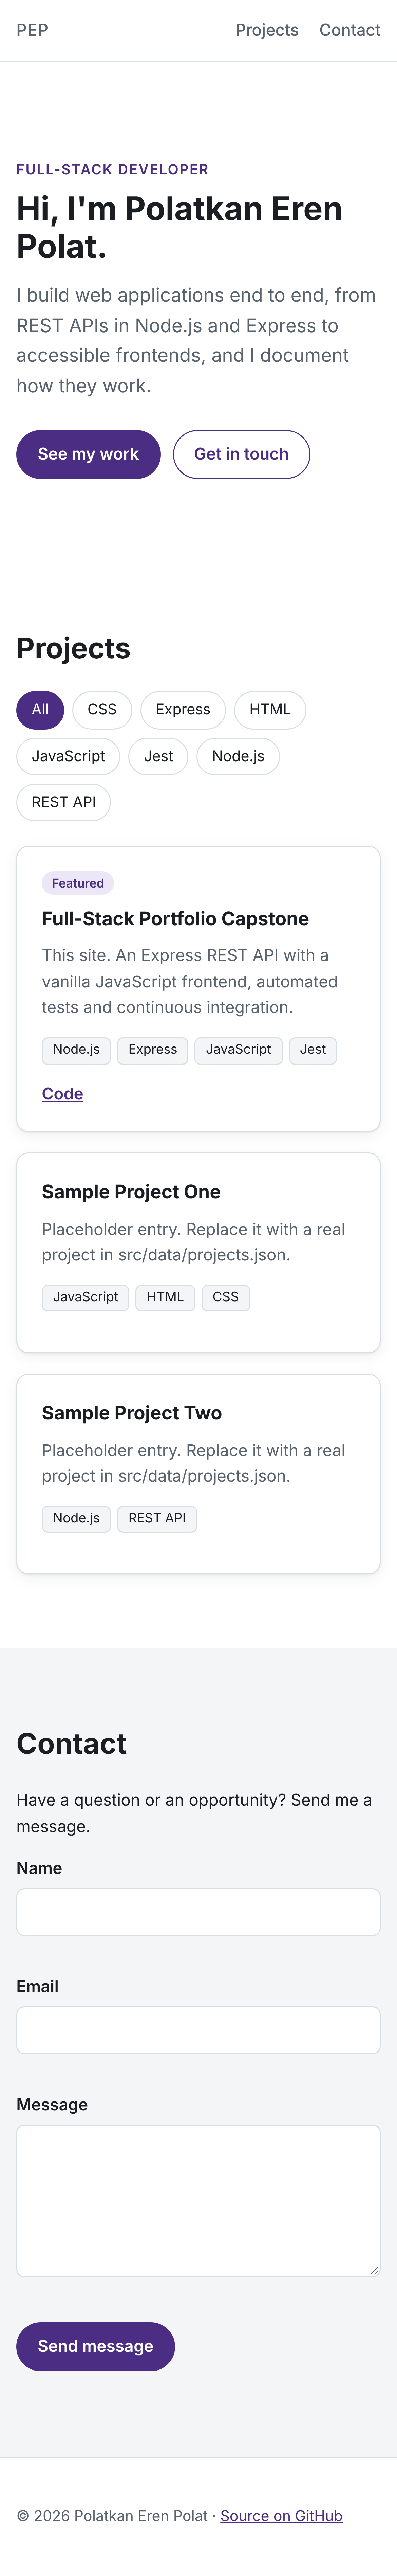 PEP Projects Contact
FULL-STACK DEVELOPER
Hi, I'm Polatkan Eren
Polat.
I build web applications end to end, from
REST APIs in Node.js and Express to
accessible frontends, and I document
how they work.
See my work Get in touch
Projects
All CSS Express HTML
JavaScript Jest Node.js
REST API
Featured
Full-Stack Portfolio Capstone
This site. An Express REST API with a
vanilla JavaScript frontend, automated
tests and continuous integration.
Node.js Express JavaScript Jest
Code
Sample Project One
Placeholder entry. Replace it with a real
project in src/data/projects.json.
JavaScript HTML CSS
Sample Project Two
Placeholder entry. Replace it with a real
project in src/data/projects.json.
Node.js REST API
Contact
Have a question or an opportunity? Send me a
message.
Name
Email
Message
Send message
© 2026 Polatkan Eren Polat · Source on GitHub